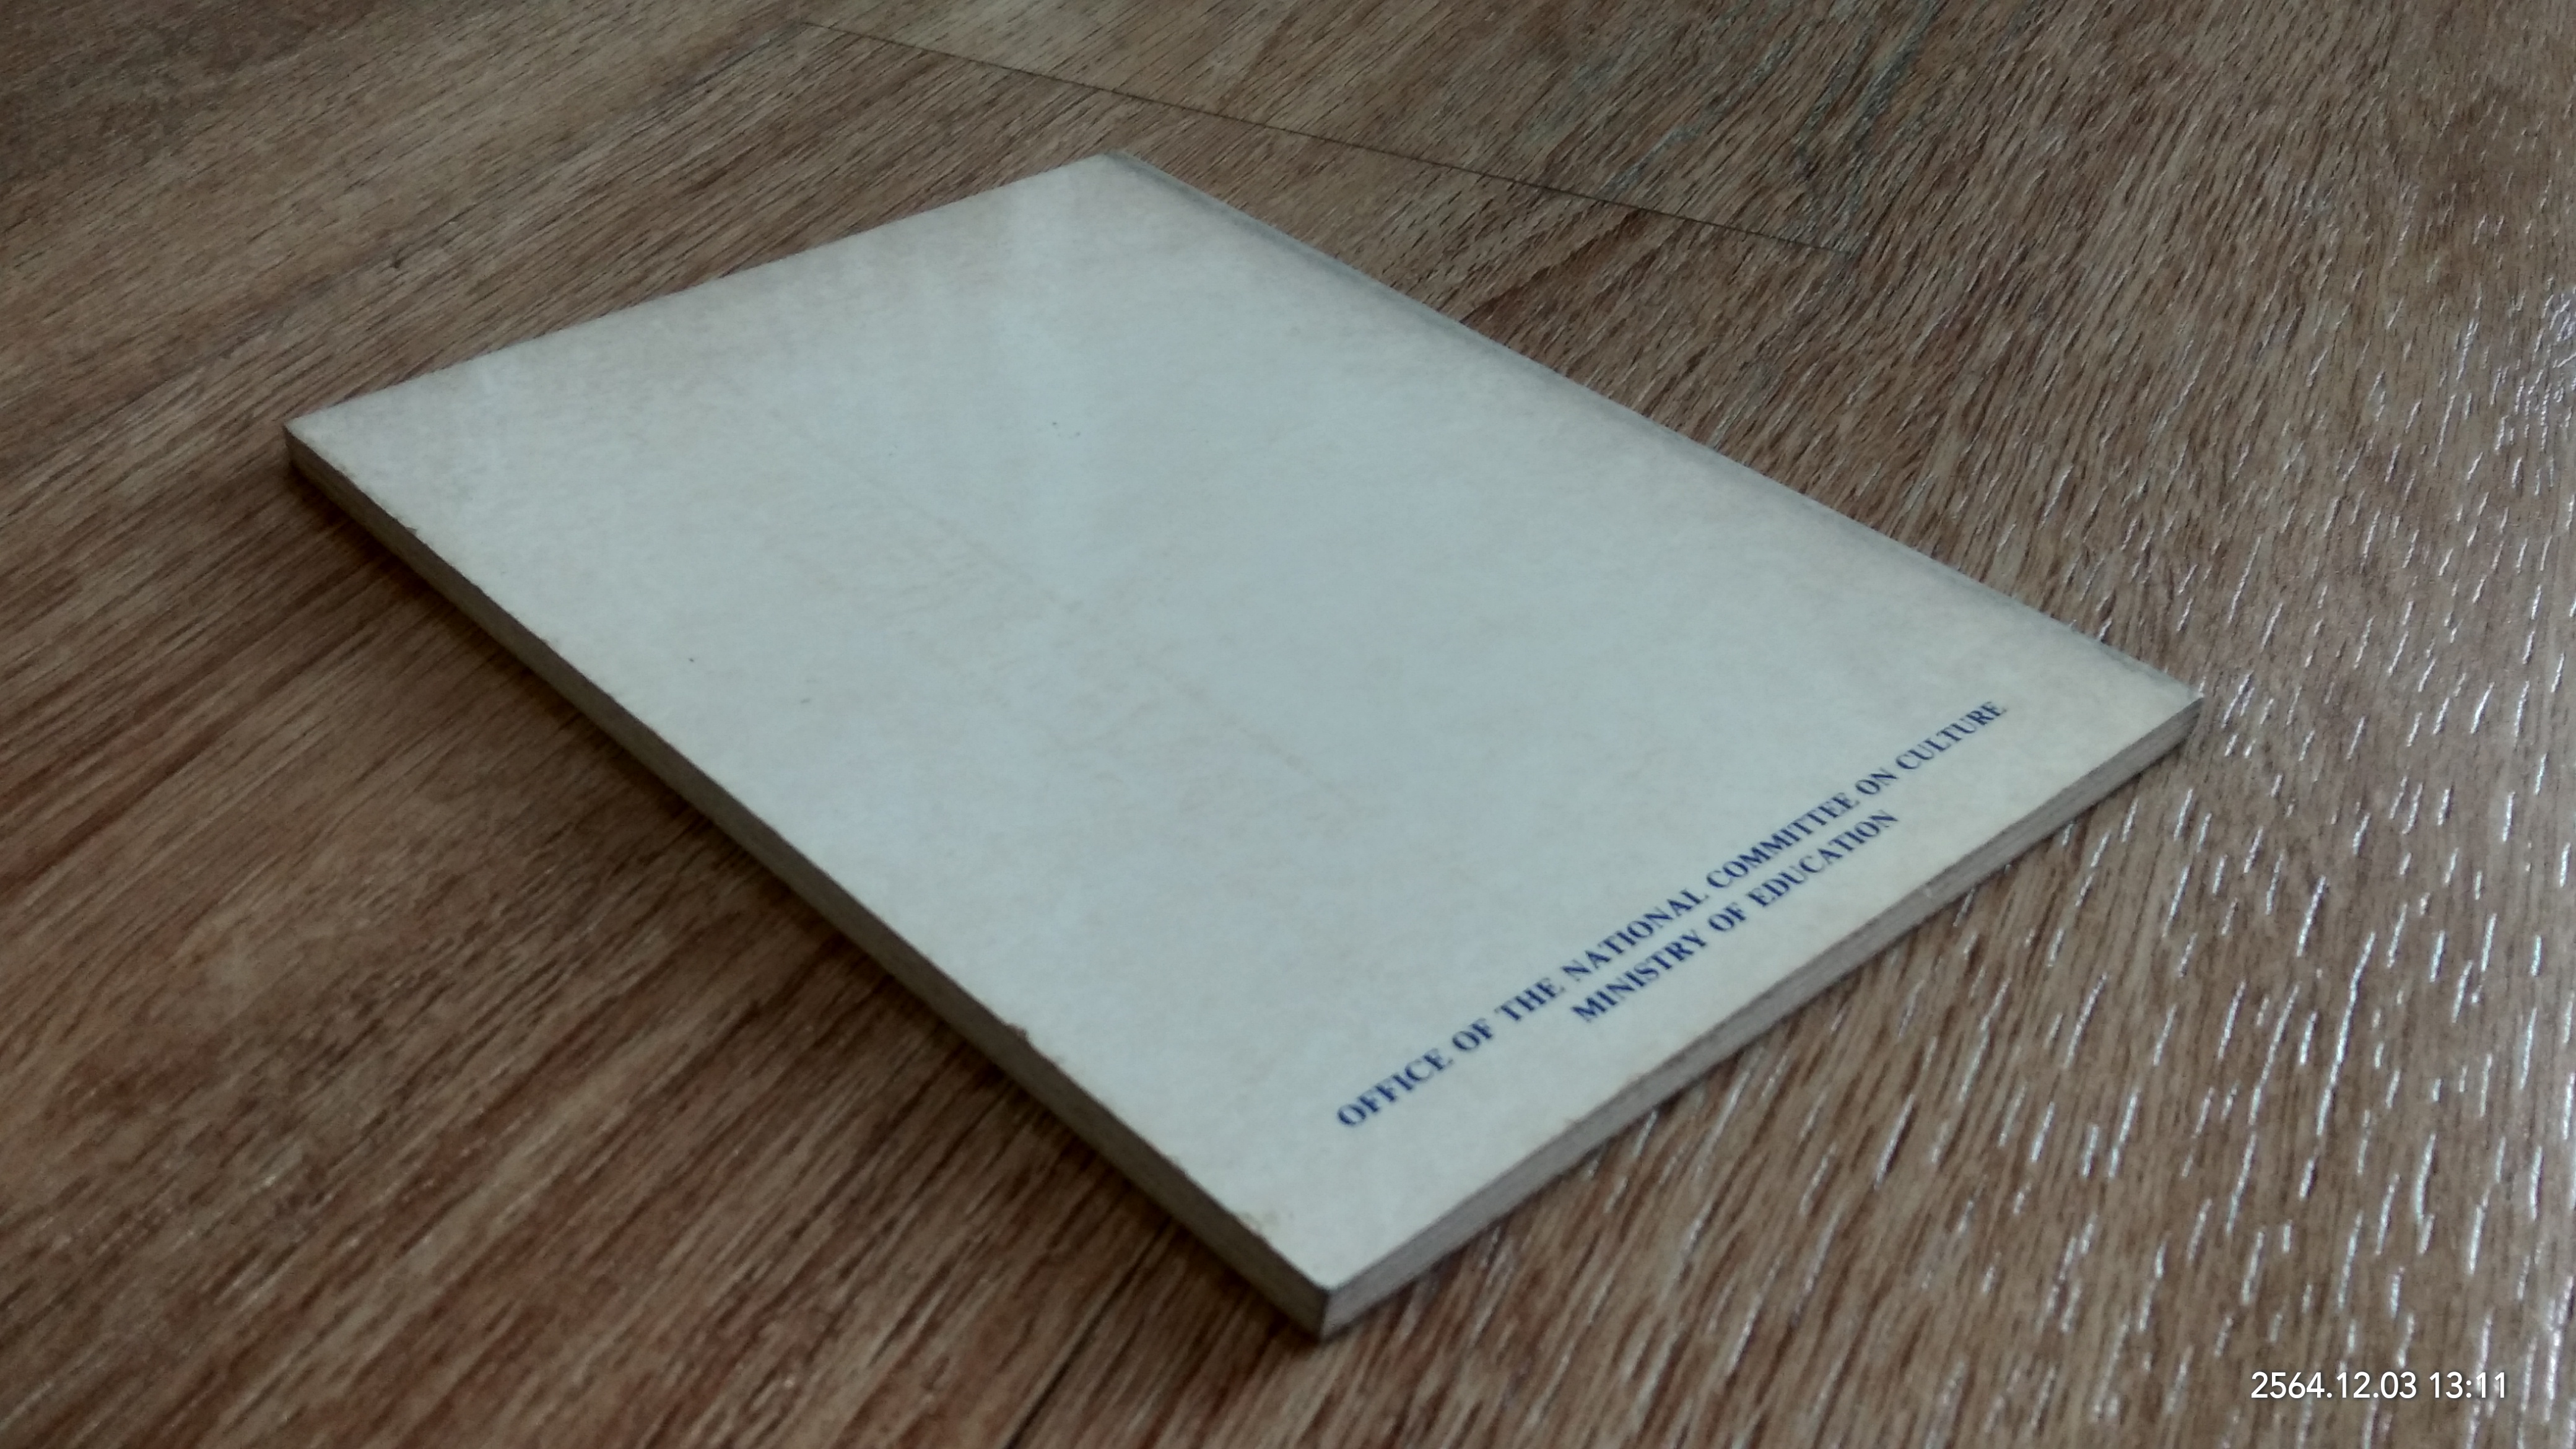 OFFICE OF THE NATIONAL COMMITTEE ON CULTURE
MINISTRY OF EDUCATION
2564.12.03 13:11